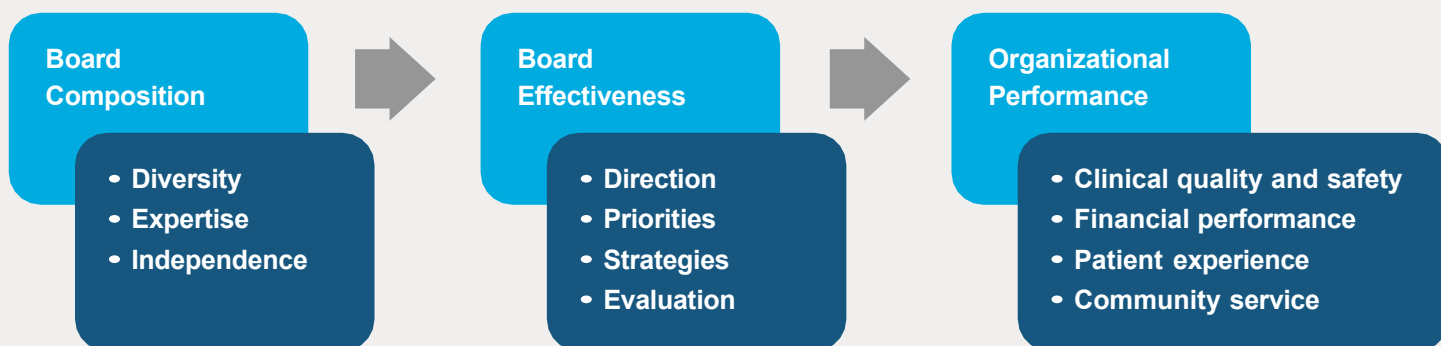 Board
Composition
• Diversity
• Expertise
• Independence
Board
Effectiveness
• Direction
• Priorities
• Strategies
• Evaluation
Organizational
Performance
• Clinical quality and safety
• Financial performance
• Patient experience
• Community service